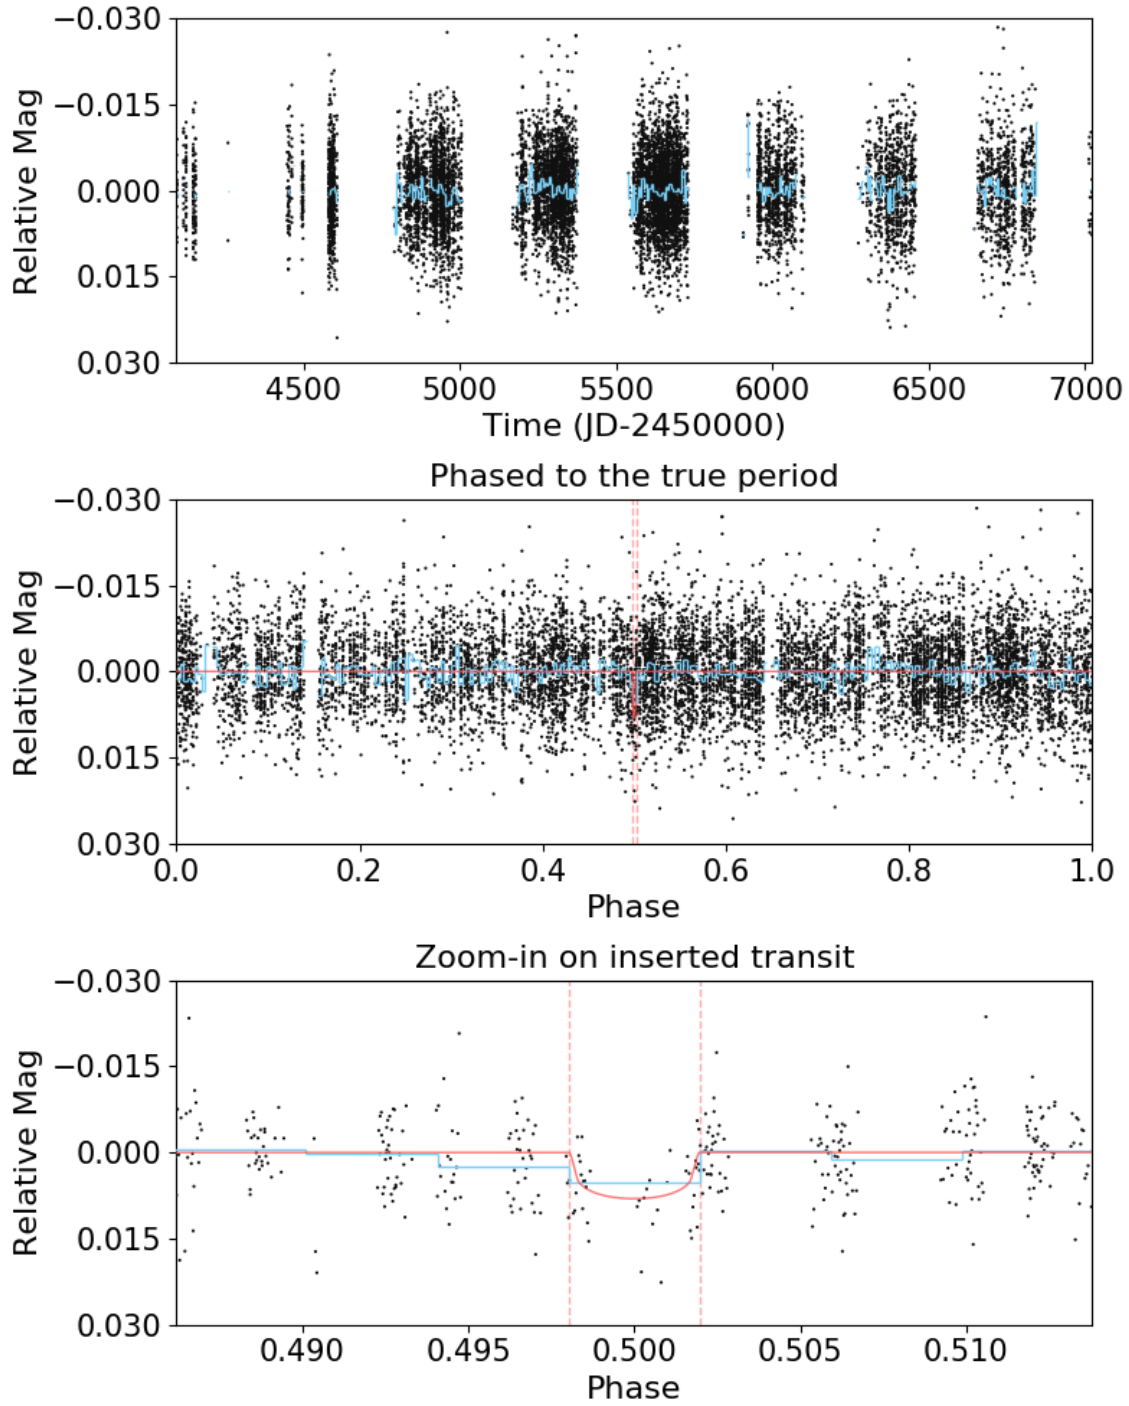 −0.030
−0.015
0.000
0.015
0.030
Relative Mag
4500 5000 5500 6000 6500 7000
Time (JD-2450000)
Phased to the true period
−0.030
−0.015
0.000
0.015
0.030
Relative Mag
0.0 0.2 0.4 0.6 0.8 1.0
Phase
Zoom-in on inserted transit
−0.030
−0.015
0.000
0.015
0.030
Relative Mag
0.490 0.495 0.500 0.505 0.510
Phase